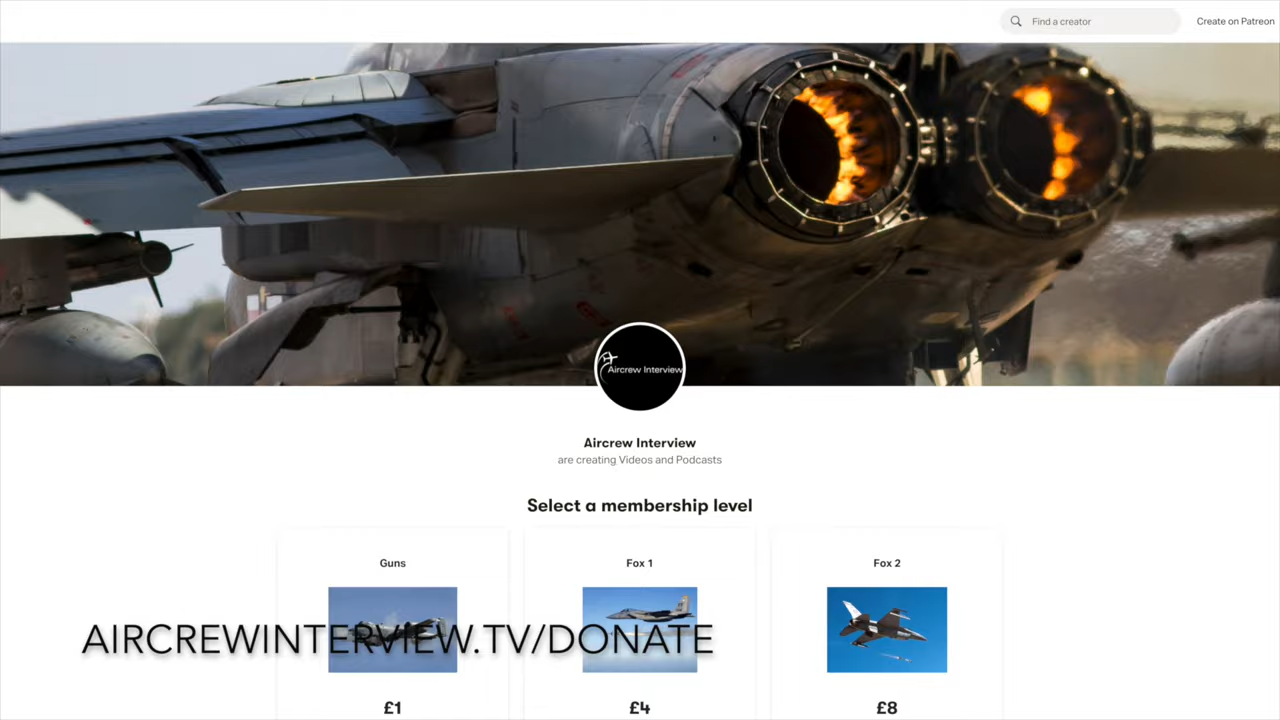 Find a creator
Create on Patreon
Aircrew Interview
Aircrew Interview
are creating Videos and Podcasts
Select a membership level
Guns
Fox 1
Fox 2
AIRCREWINTERVIEW.TV/DONATE
£1
£4
£8